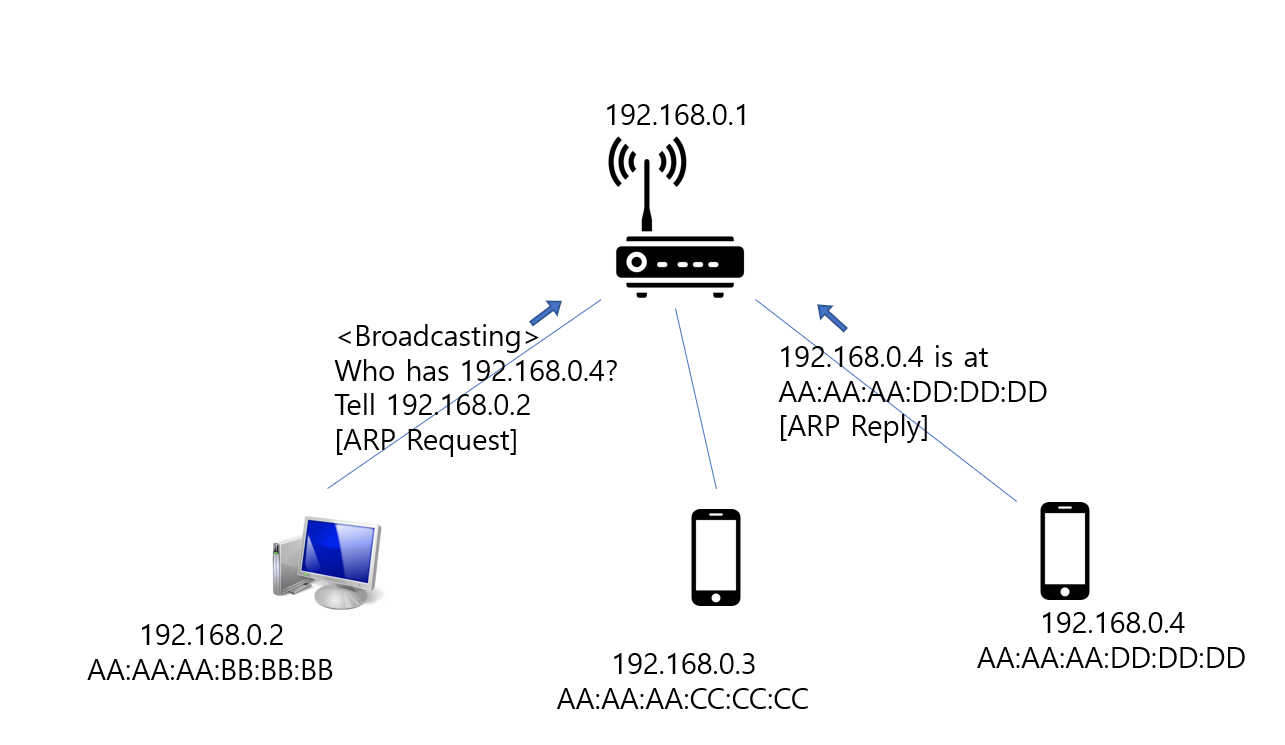 192.168.0.1
<Broadcasting>
Who has 192.168.0.4?
Tell 192.168.0.2
[ARP Request]
192.168.0.4 is at
AA:AA:AA:DD:DD:DD
[ARP Reply]
192.168.0.2
AA:AA:AA:BB:BB:BB
192.168.0.3
AA:AA:AA:CC:CC:CC
192.168.0.4
AA:AA:AA:DD:DD:DD